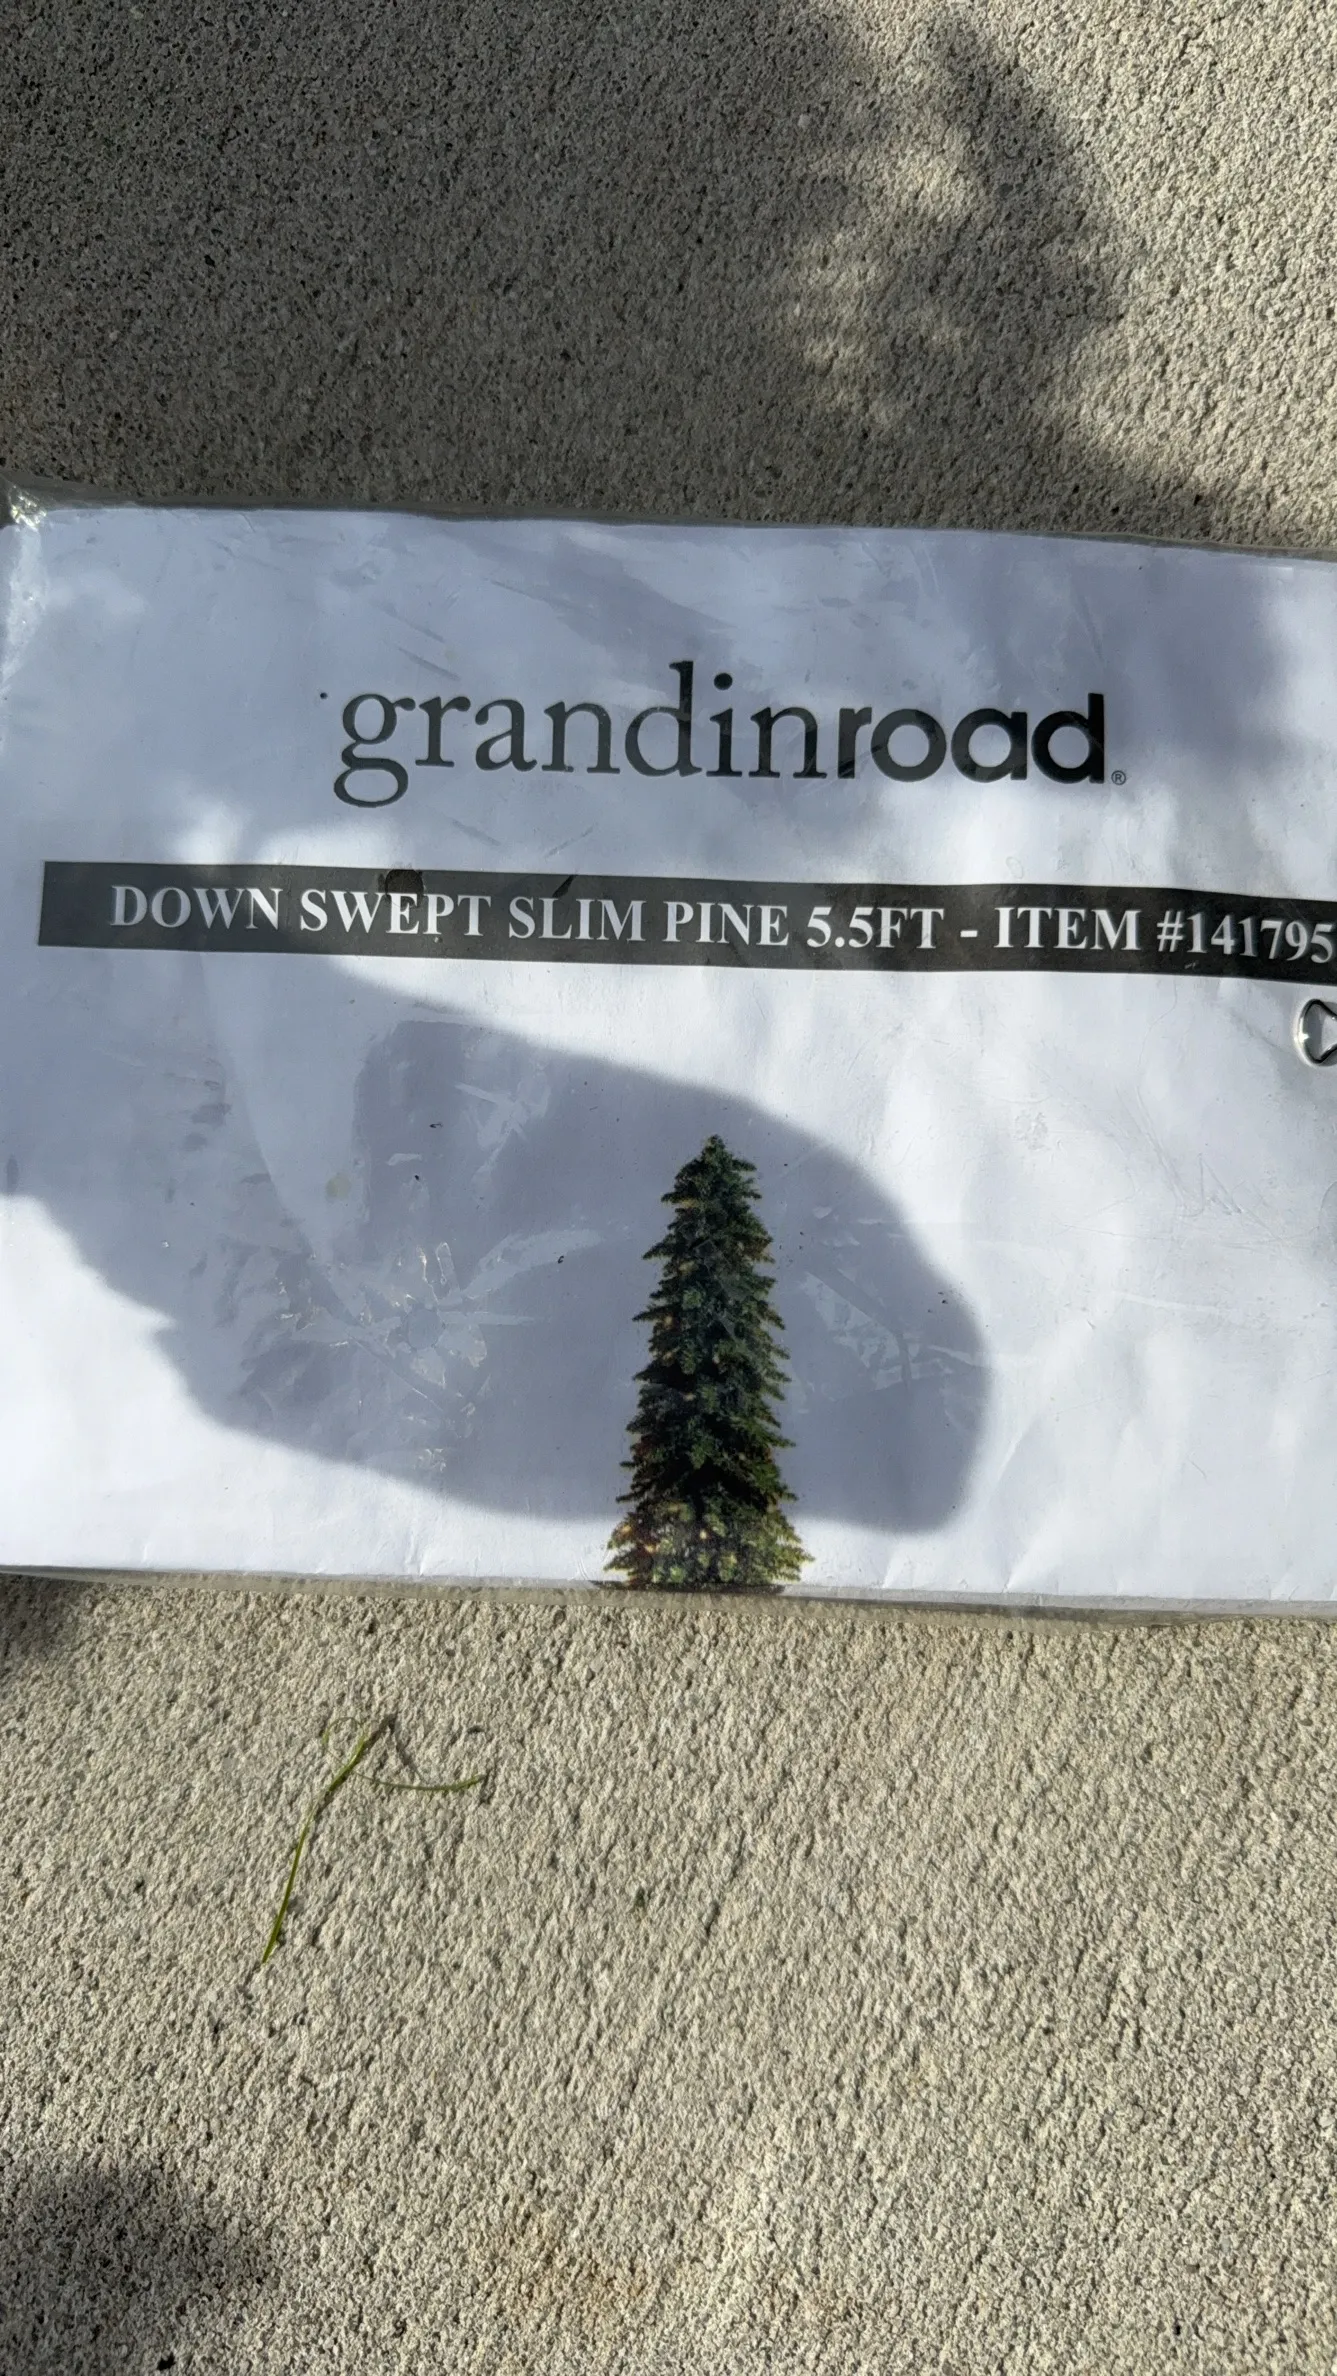 grandinroad®
DOWN SWEPT SLIM PINE 5.5FT - ITEM #141795